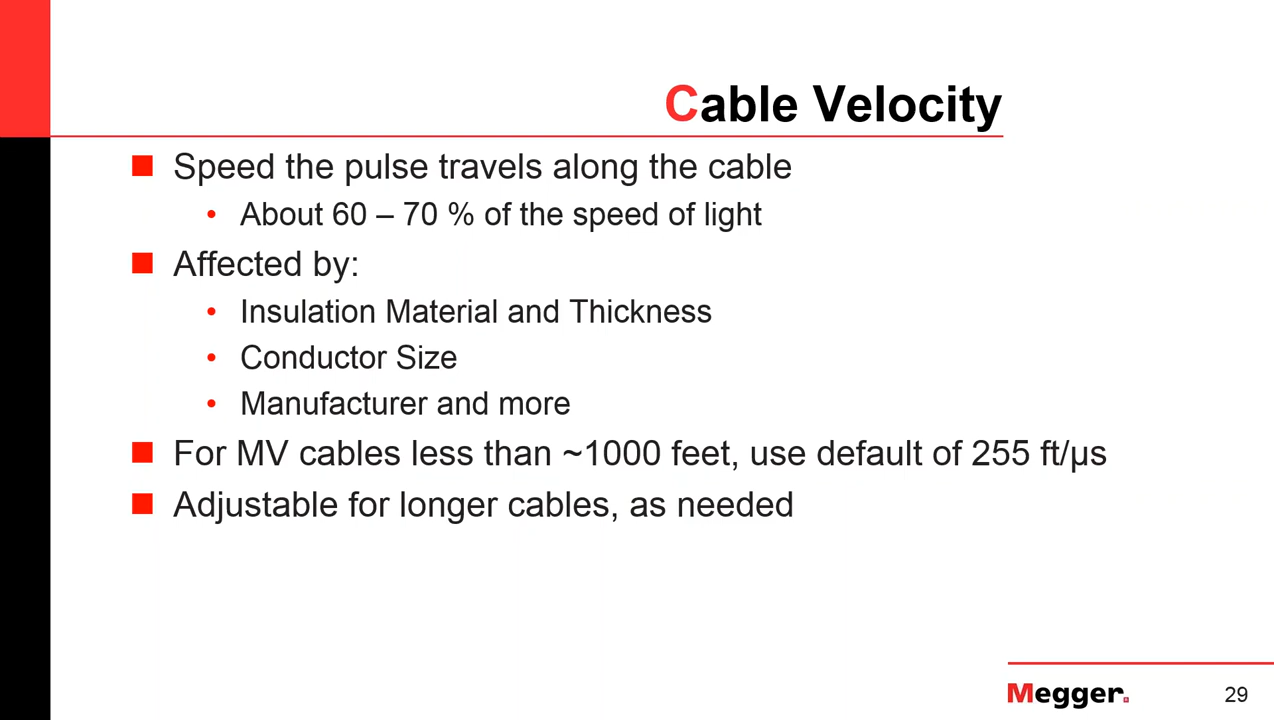 Cable Velocity
Speed the pulse travels along the cable
• About 60 – 70 % of the speed of light
Affected by:
• Insulation Material and Thickness
• Conductor Size
• Manufacturer and more
For MV cables less than ~1000 feet, use default of 255 ft/µs
Adjustable for longer cables, as needed
Megger.
29